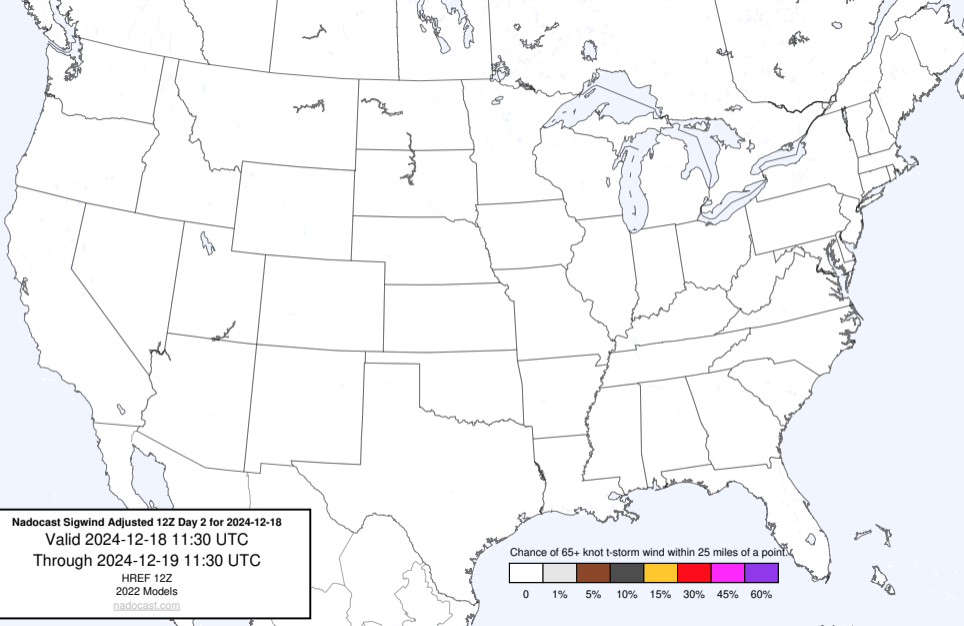 Nadocast Sigwind Adjusted 12Z Day 2 for 2024-12-18
Valid 2024-12-18 11:30 UTC
Through 2024-12-19 11:30 UTC
HREF 12Z
2022 Models
nadocast.com
Chance of 65+ knot t-storm wind within 25 miles of a point.
0 1% 5% 10% 15% 30% 45% 60%